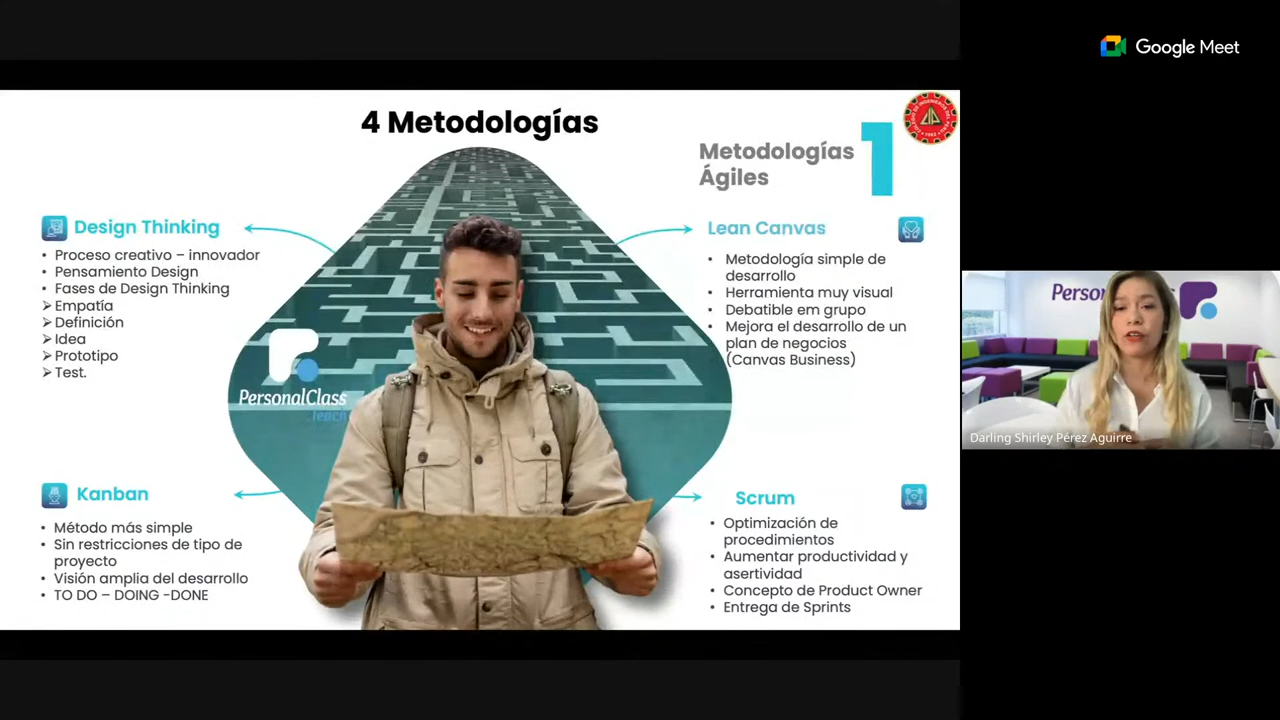 Google Meet
4 Metodologías
Metodologías
Ágiles
1
Design Thinking
• Proceso creativo – innovador
• Pensamiento Design
• Fases de Design Thinking
➢ Empatía
➢ Definición
➢ Idea
➢ Prototipo
➢ Test.
Lean Canvas
• Metodología simple de
desarrollo
• Herramienta muy visual
• Debatible em grupo
• Mejora el desarrollo de un
plan de negocios
(Canvas Business)
PersonalClass
teach
Kanban
• Método más simple
• Sin restricciones de tipo de
proyecto
• Visión amplia del desarrollo
• TO DO – DOING -DONE
Scrum
• Optimización de
procedimientos
• Aumentar productividad y
asertividad
• Concepto de Product Owner
• Entrega de Sprints
Darling Shirley Pérez Aguirre